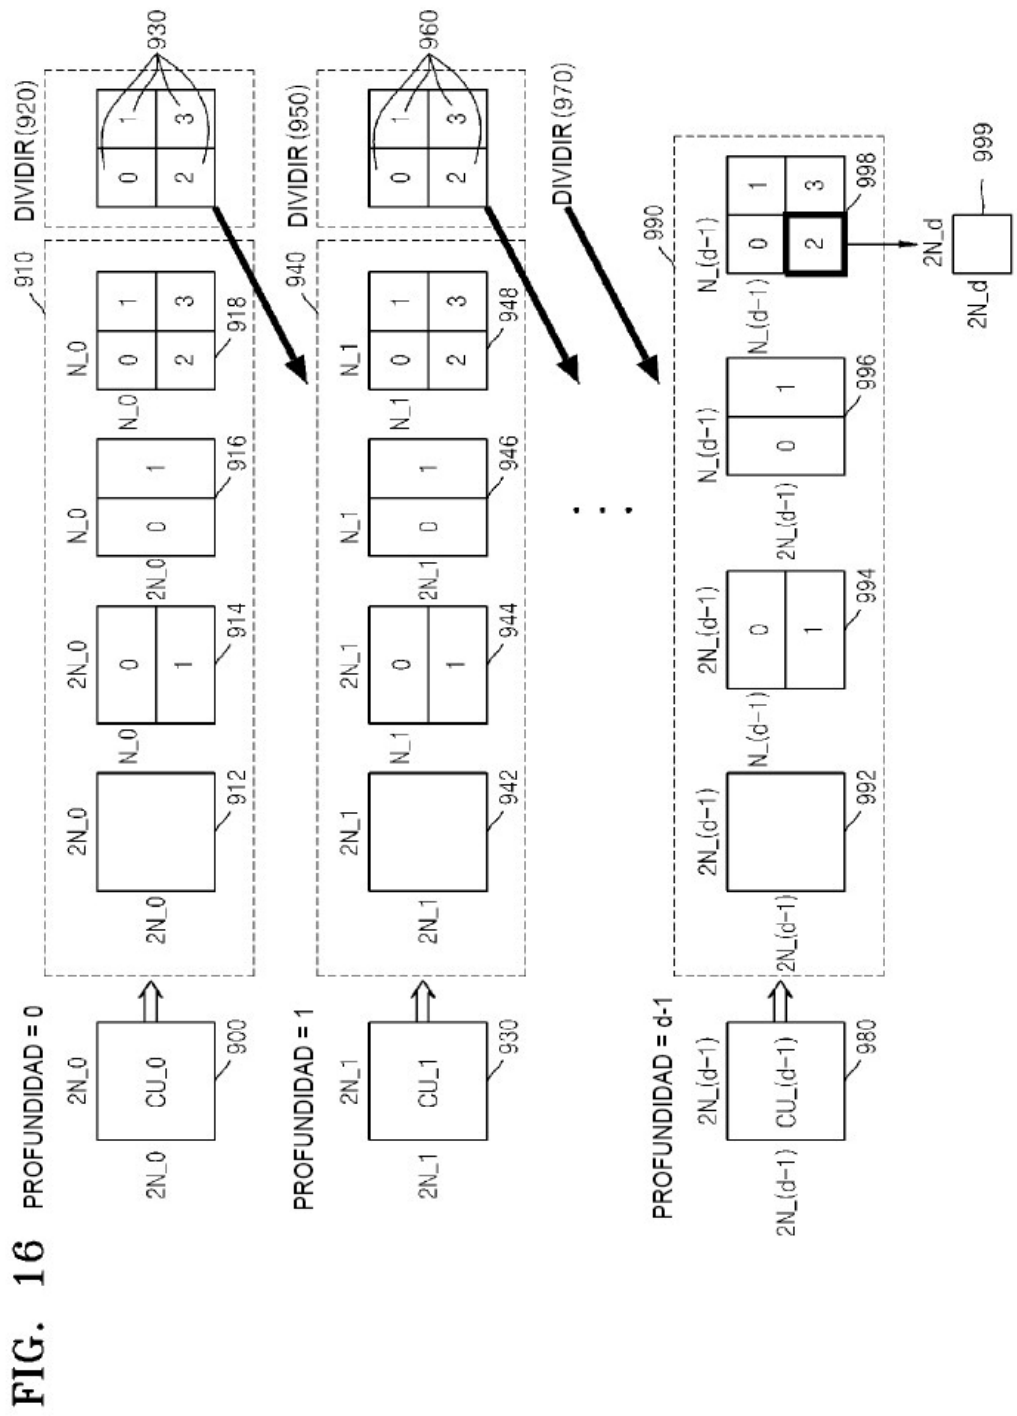 FIG. 16
PROFUNDIDAD = 0
910
DIVIDIR (920)
2N_0
2N_0
2N_0
N_0
N_0
930
2N_0
CU_0
2N_0
N_0
0
1
2N_0
0
1
N_0
0
1
2
3
0
1
2
3
900
912
914
916
918
PROFUNDIDAD = 1
940
DIVIDIR (950)
2N_1
2N_1
2N_1
N_1
N_1
960
2N_1
CU_1
2N_1
N_1
0
1
2N_1
0
1
N_1
0
1
2
3
0
1
2
3
930
942
944
946
948
DIVIDIR (970)
. . .
PROFUNDIDAD = d-1
990
2N_(d-1)
2N_(d-1)
2N_(d-1)
N_(d-1)
N_(d-1)
2N_(d-1)
CU_(d-1)
2N_(d-1)
N_(d-1)
0
1
2N_(d-1)
0
1
N_(d-1)
0
1
2
3
980
992
994
996
998
2N_d
2N_d
999